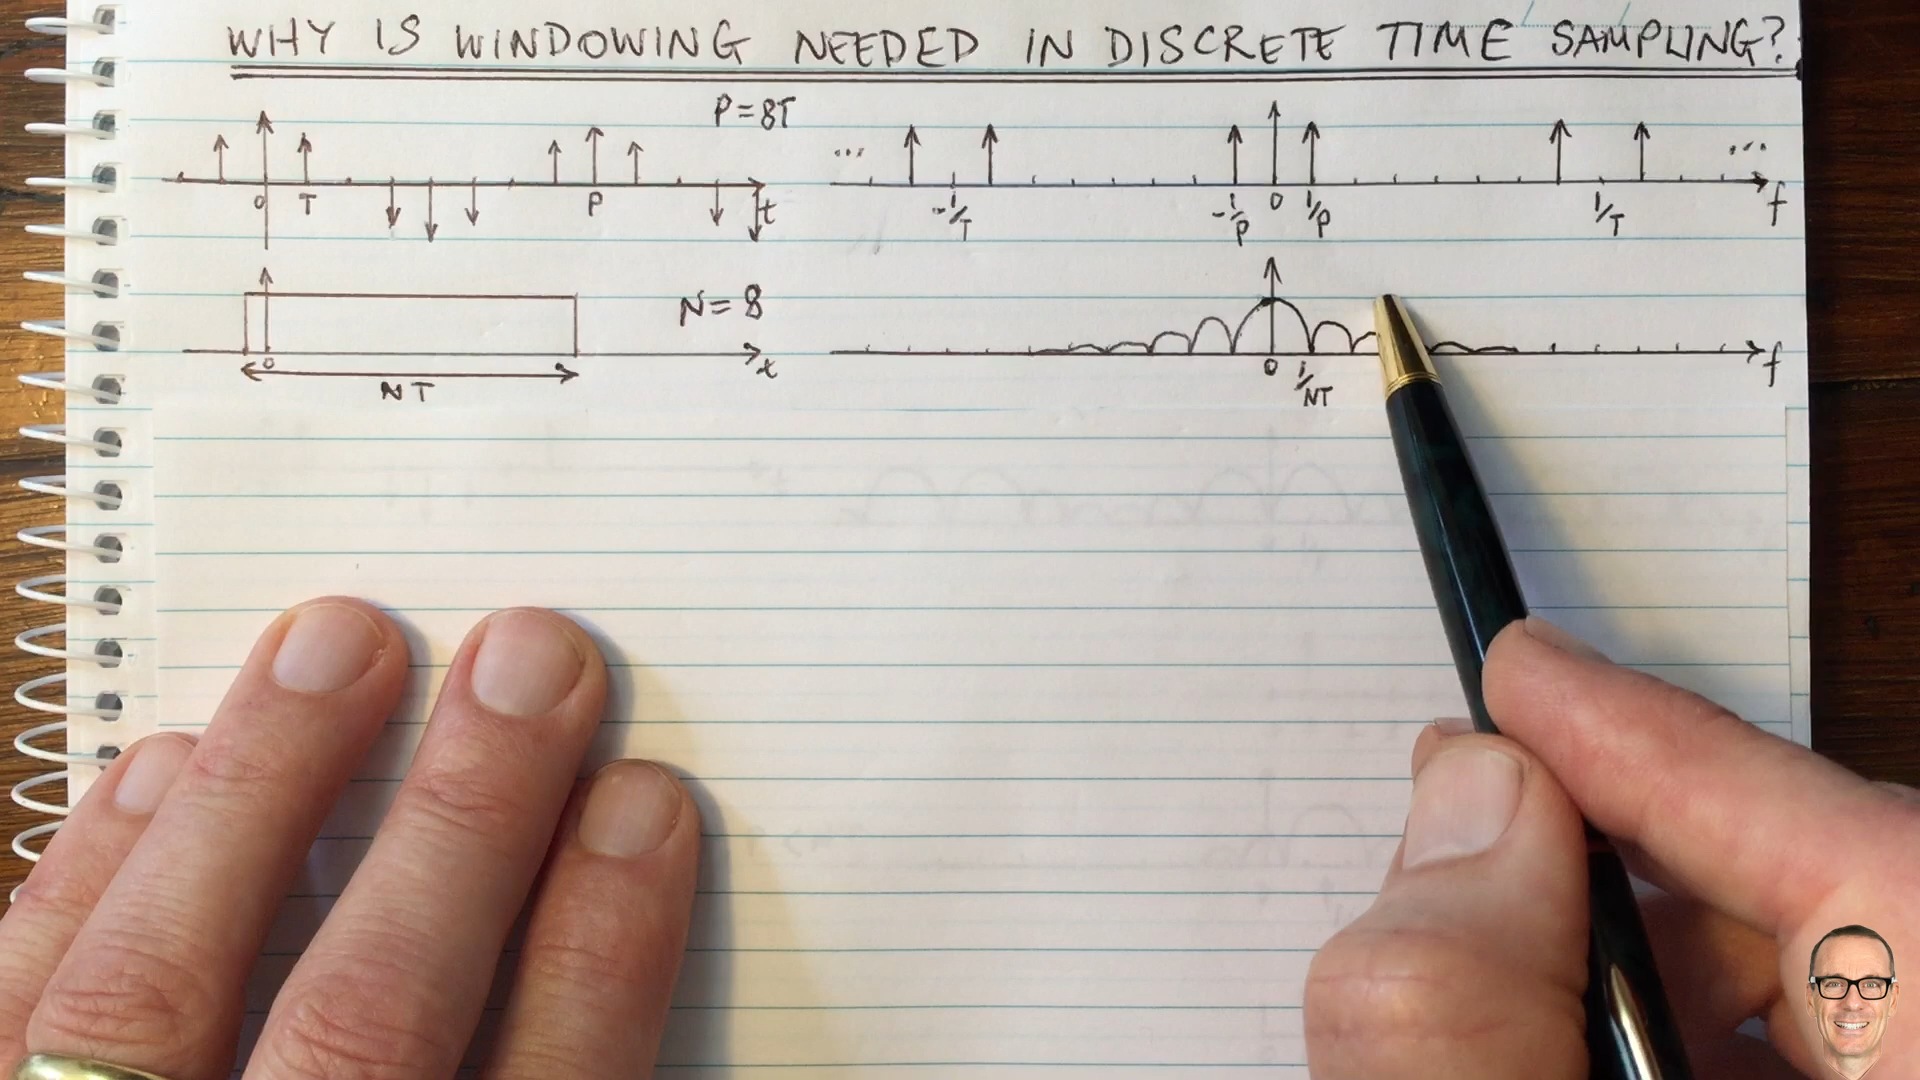 WHY IS WINDOWING NEEDED IN DISCRETE TIME SAMPLING?
P=8T
0 T P t
... -1/T -1/P 0 1/P 1/T ... f
N=8
0 t
NT
0 1/NT f